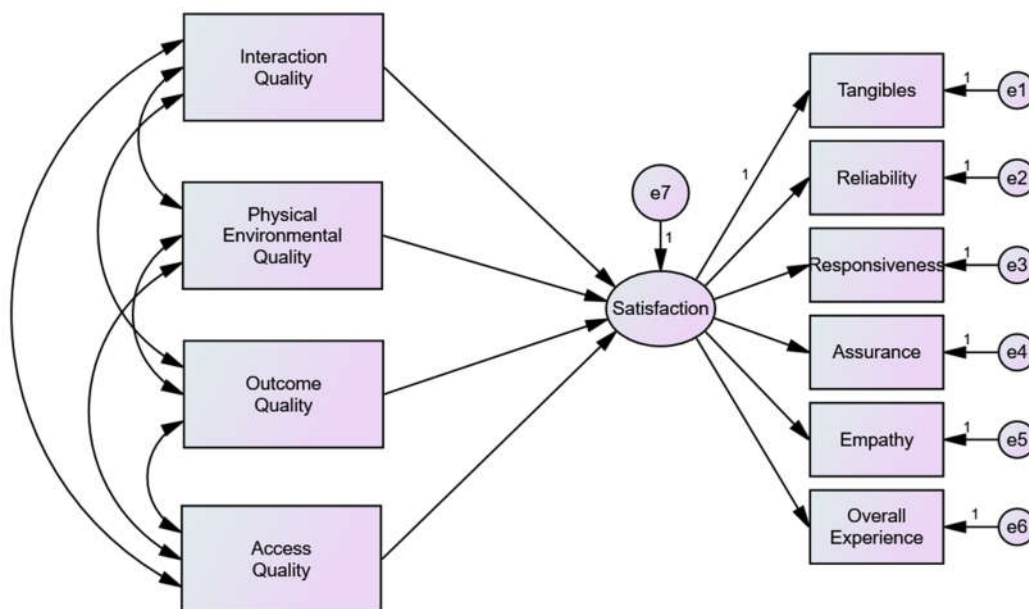 Interaction
Quality
Physical
Environmental
Quality
Outcome
Quality
Access
Quality
e7
1
Satisfaction
1
Tangibles
1
e1
Reliability
1
e2
Responsiveness
1
e3
Assurance
1
e4
Empathy
1
e5
Overall
Experience
1
e6